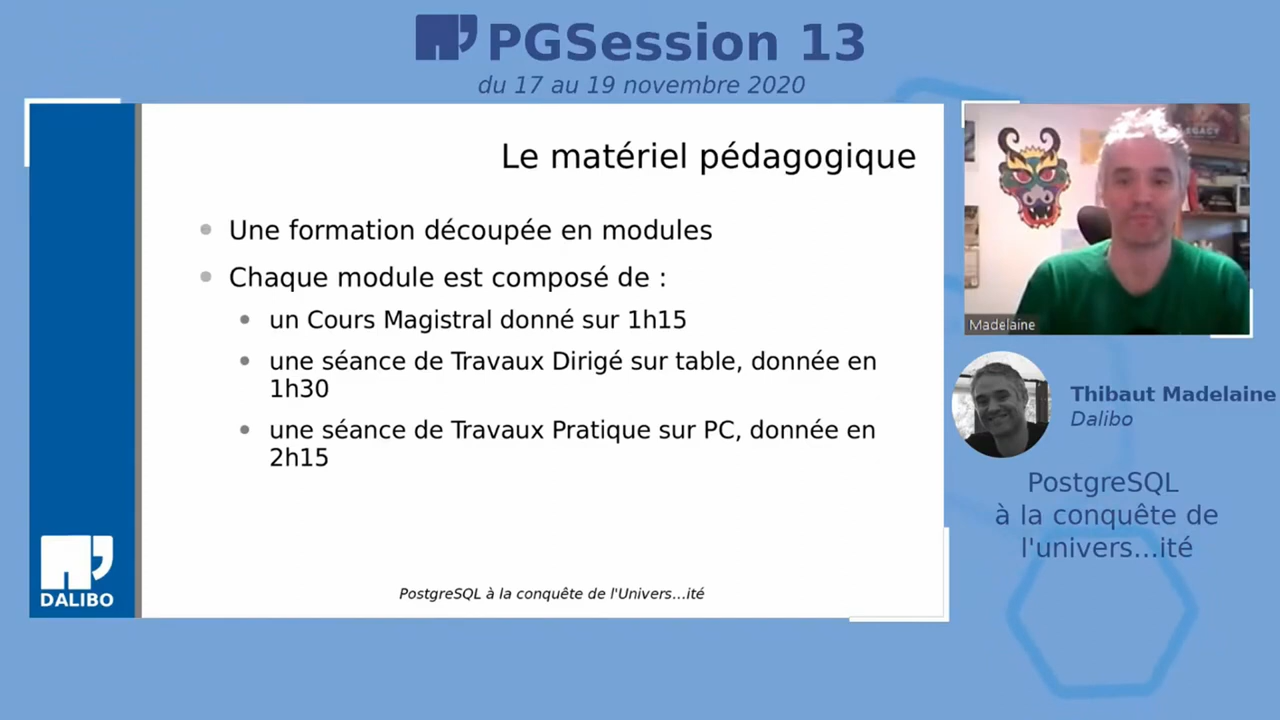 PGSession 13
du 17 au 19 novembre 2020
Le matériel pédagogique
Une formation découpée en modules
Chaque module est composé de :
un Cours Magistral donné sur 1h15
une séance de Travaux Dirigé sur table, donnée en
1h30
une séance de Travaux Pratique sur PC, donnée en
2h15
PostgreSQL à la conquête de l'Univers...ité
DALIBO
LEGACY
Madelaine
Thibaut Madelaine
Dalibo
PostgreSQL
à la conquête de
l'univers...ité